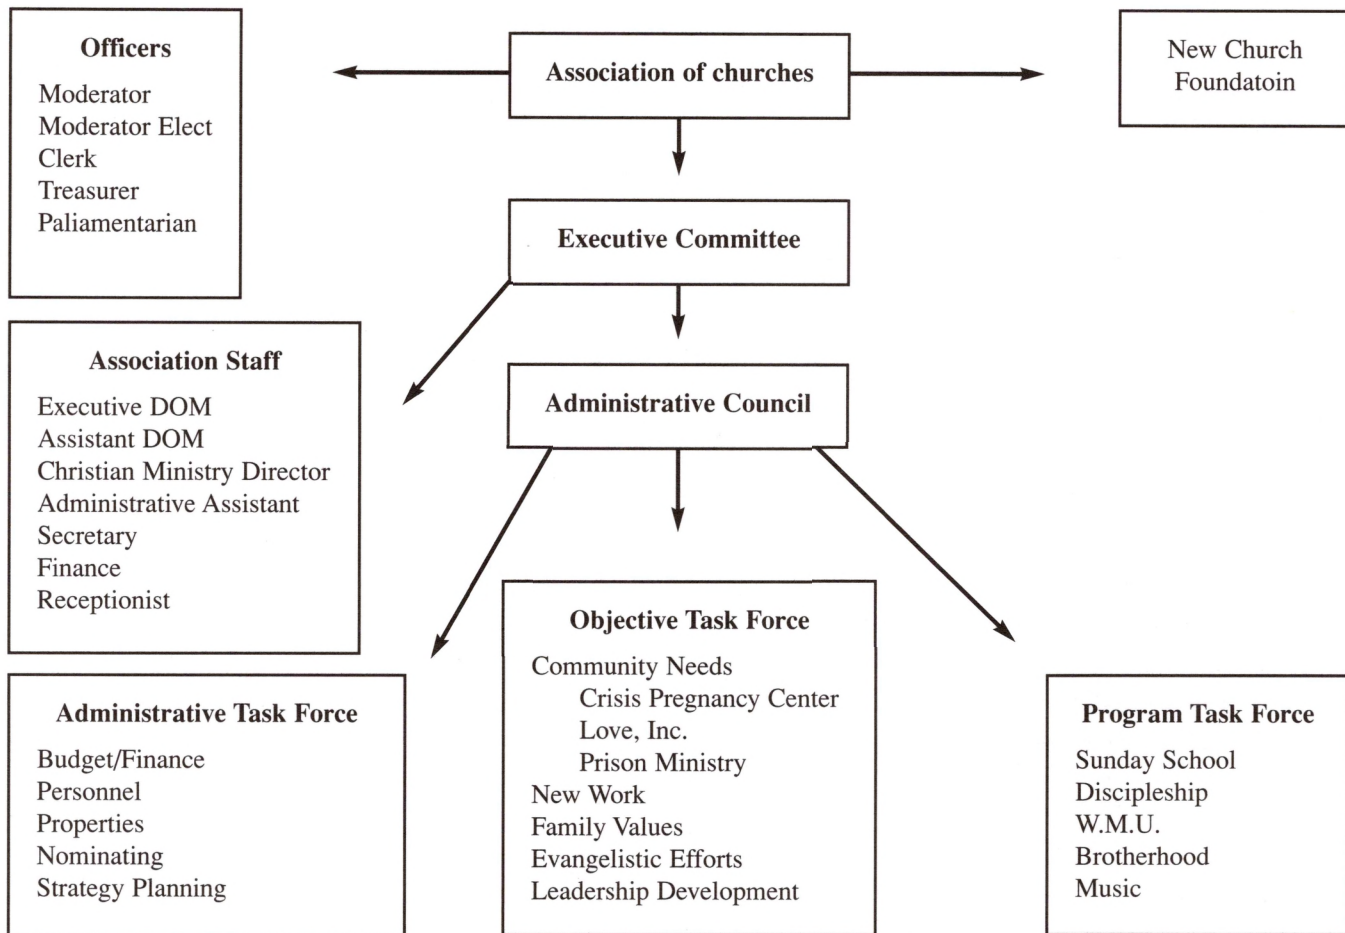 Officers
Moderator
Moderator Elect
Clerk
Treasurer
Paliamentarian
Association of churches
New Church
Foundatoin
Executive Committee
Association Staff
Executive DOM
Assistant DOM
Christian Ministry Director
Administrative Assistant
Secretary
Finance
Receptionist
Administrative Council
Administrative Task Force
Budget/Finance
Personnel
Properties
Nominating
Strategy Planning
Objective Task Force
Community Needs
Crisis Pregnancy Center
Love, Inc.
Prison Ministry
New Work
Family Values
Evangelistic Efforts
Leadership Development
Program Task Force
Sunday School
Discipleship
W.M.U.
Brotherhood
Music